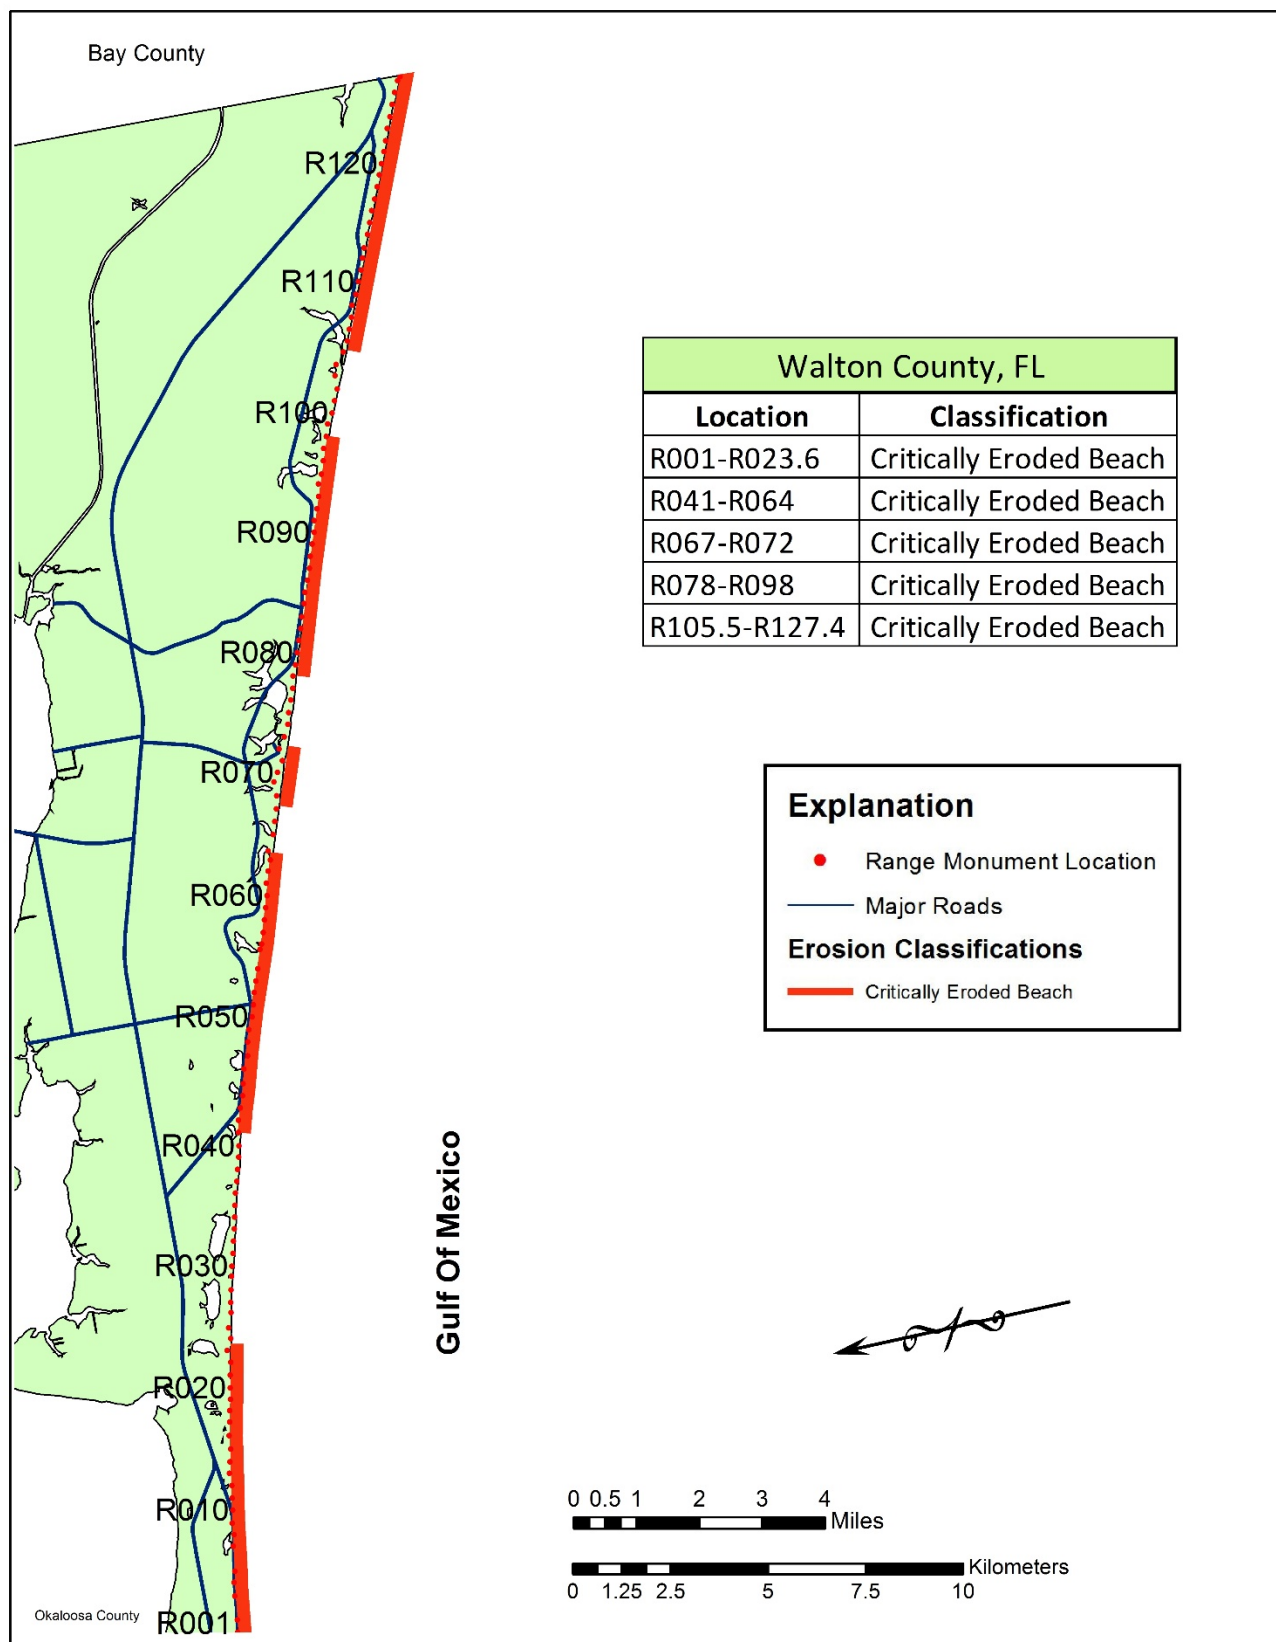 Bay County
R120
R110
R100
R090
R080
R070
R060
R050
R040
R030
R020
R010
R001
Okaloosa County
Gulf Of Mexico
Walton County, FL
Location Classification
R001-R023.6 Critically Eroded Beach
R041-R064 Critically Eroded Beach
R067-R072 Critically Eroded Beach
R078-R098 Critically Eroded Beach
R105.5-R127.4 Critically Eroded Beach
Explanation
Range Monument Location
Major Roads
Erosion Classifications
Critically Eroded Beach
0 0.5 1 2 3 4
Miles
Kilometers
0 1.25 2.5 5 7.5 10